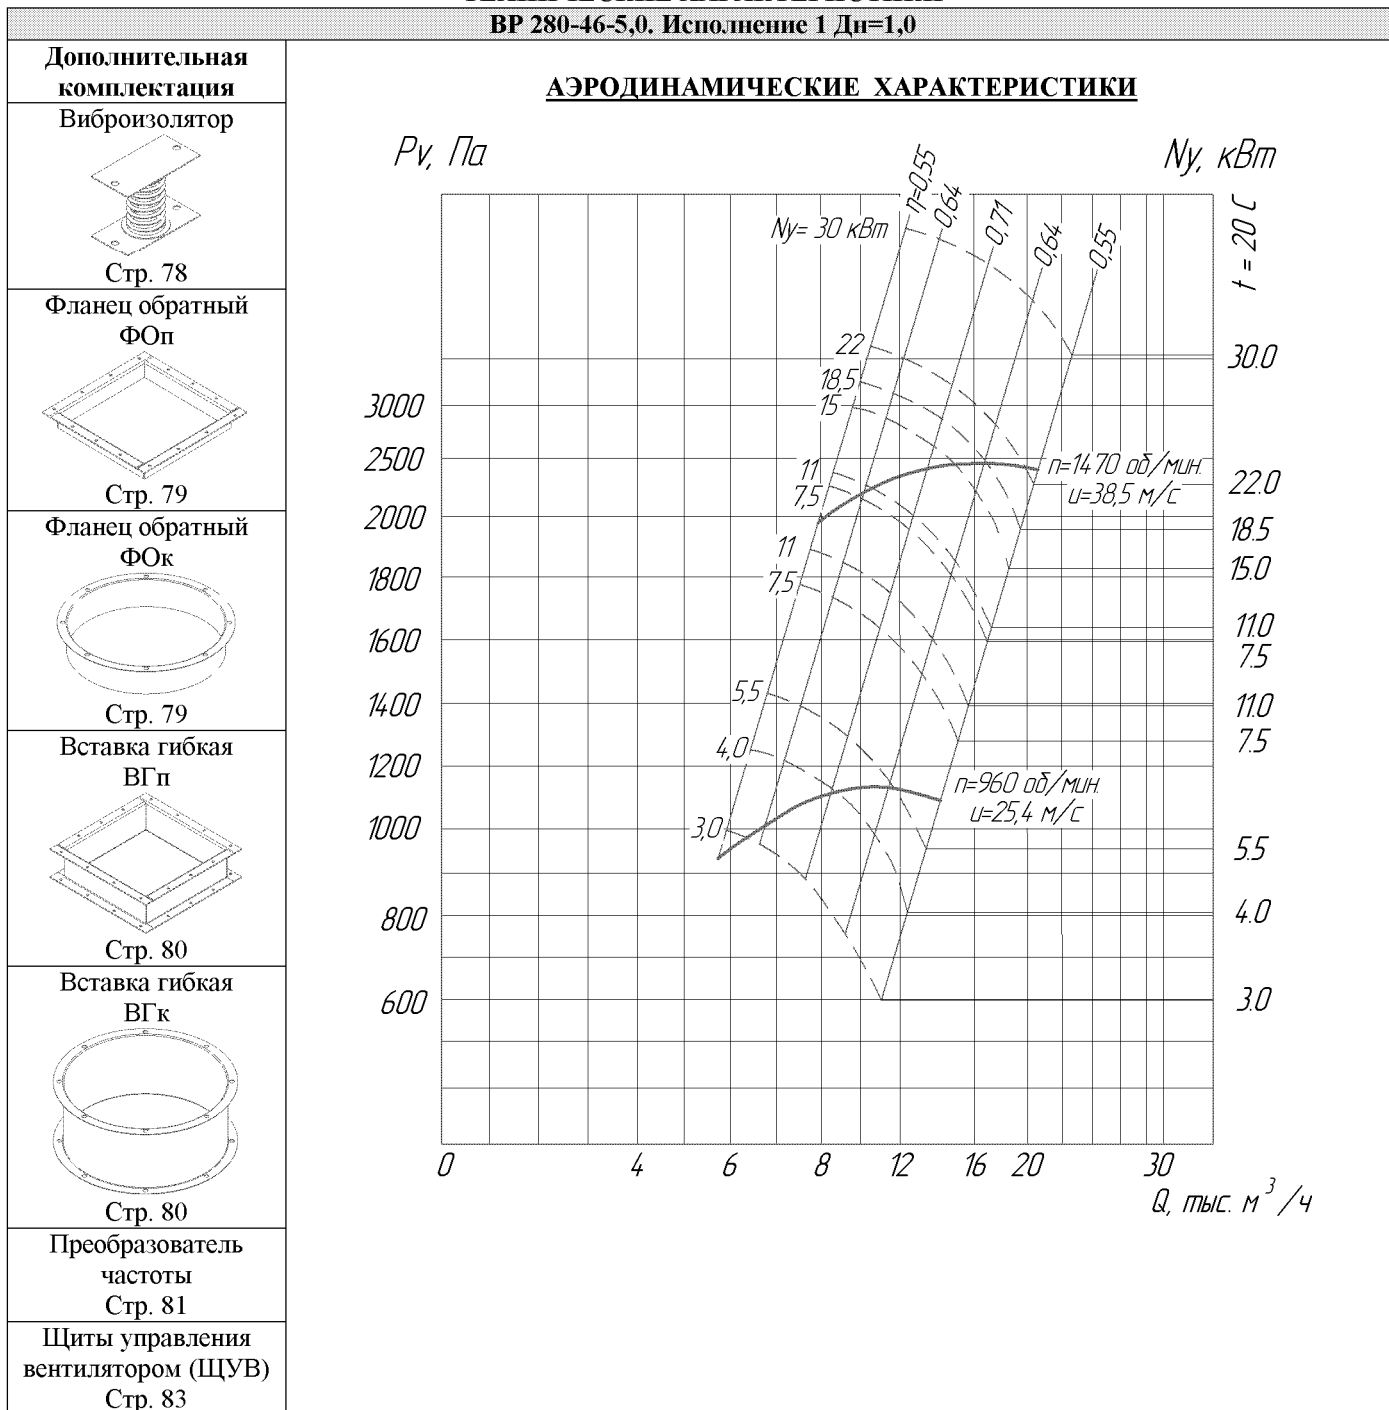 ВР 280-46-5,0. Исполнение 1 Дн=1,0
Дополнительная
комплектация
Виброизолятор
Стр. 78
Фланец обратный
ФОп
Стр. 79
Фланец обратный
ФОк
Стр. 79
Вставка гибкая
ВГп
Стр. 80
Вставка гибкая
ВГк
Стр. 80
Преобразователь
частоты
Стр. 81
Щиты управления
вентилятором (ЩУВ)
Стр. 83
АЭРОДИНАМИЧЕСКИЕ ХАРАКТЕРИСТИКИ
Pv, Па
Ny, кВт
t = 20 C
η=0,55
0,64
0,71
0,64
0,55
Ny= 30 кВт
22
18,5
15
11
7,5
11
7,5
5,5
4,0
3,0
n=1470 об/мин.
u=38,5 м/с
n=960 об/мин.
u=25,4 м/с
3000
2500
2000
1800
1600
1400
1200
1000
800
600
30.0
22.0
18.5
15.0
11.0
7.5
11.0
7.5
5.5
4.0
3.0
0 4 6 8 12 16 20 30
Q, тыс. м³/ч